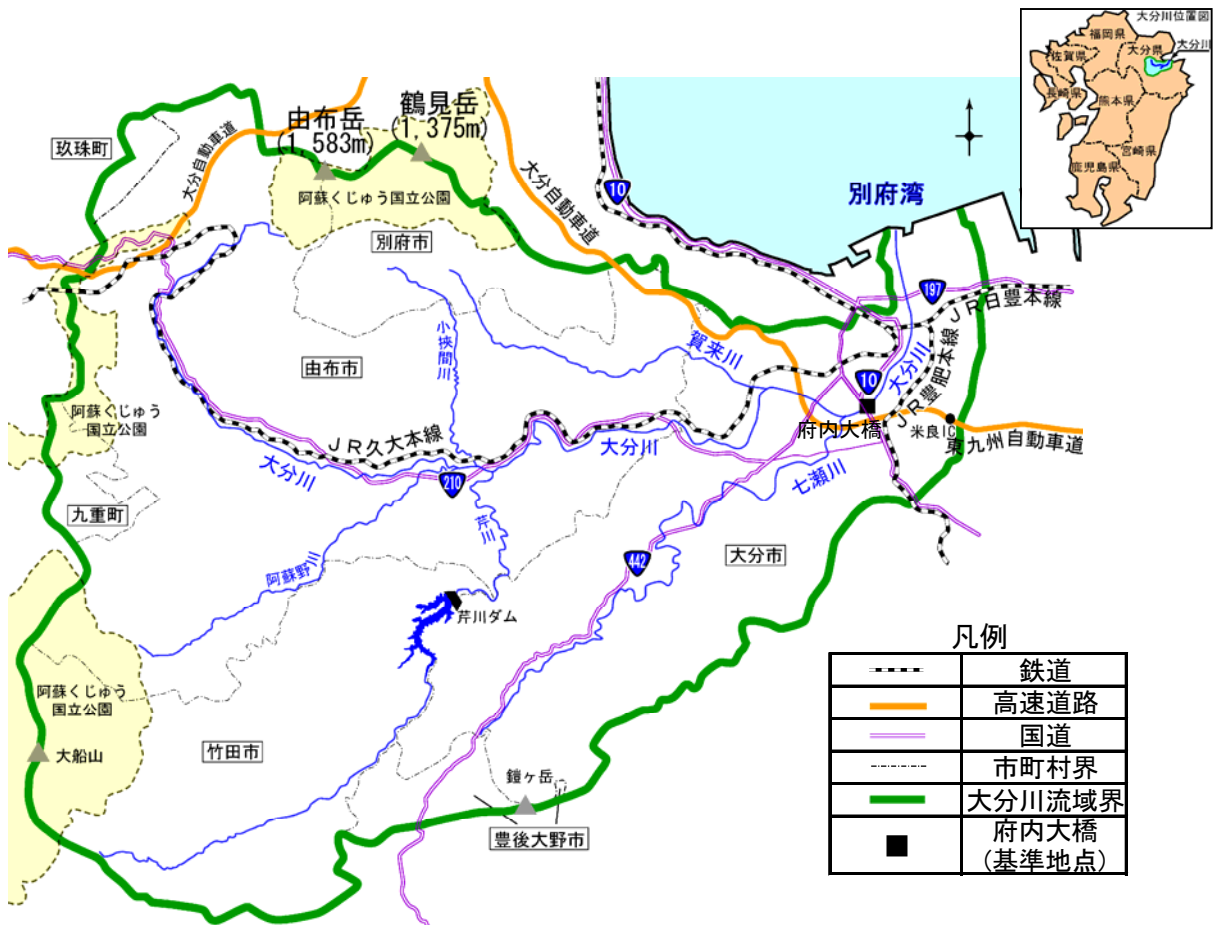 大分川位置図
福岡県
大分県
大分川
佐賀県
長崎県
熊本県
宮崎県
鹿児島県
鶴見岳
(1,375m)
由布岳
(1,583m)
玖珠町
大分自動車道
大分自動車道
阿蘇くじゅう国立公園
別府市
10
別府湾
197
JR日豊本線
小挾間川
賀来川
大分川
JR豊肥本線
由布市
10
阿蘇くじゅう
国立公園
府内大橋
米良IC
東九州自動車道
JR久大本線
大分川
大分川
210
七瀬川
九重町
芹川
大分市
阿蘇野川
442
芹川ダム
阿蘇くじゅう
国立公園
大船山
竹田市
鎧ヶ岳
豊後大野市
凡例
鉄道
高速道路
国道
市町村界
大分川流域界
府内大橋
(基準地点)